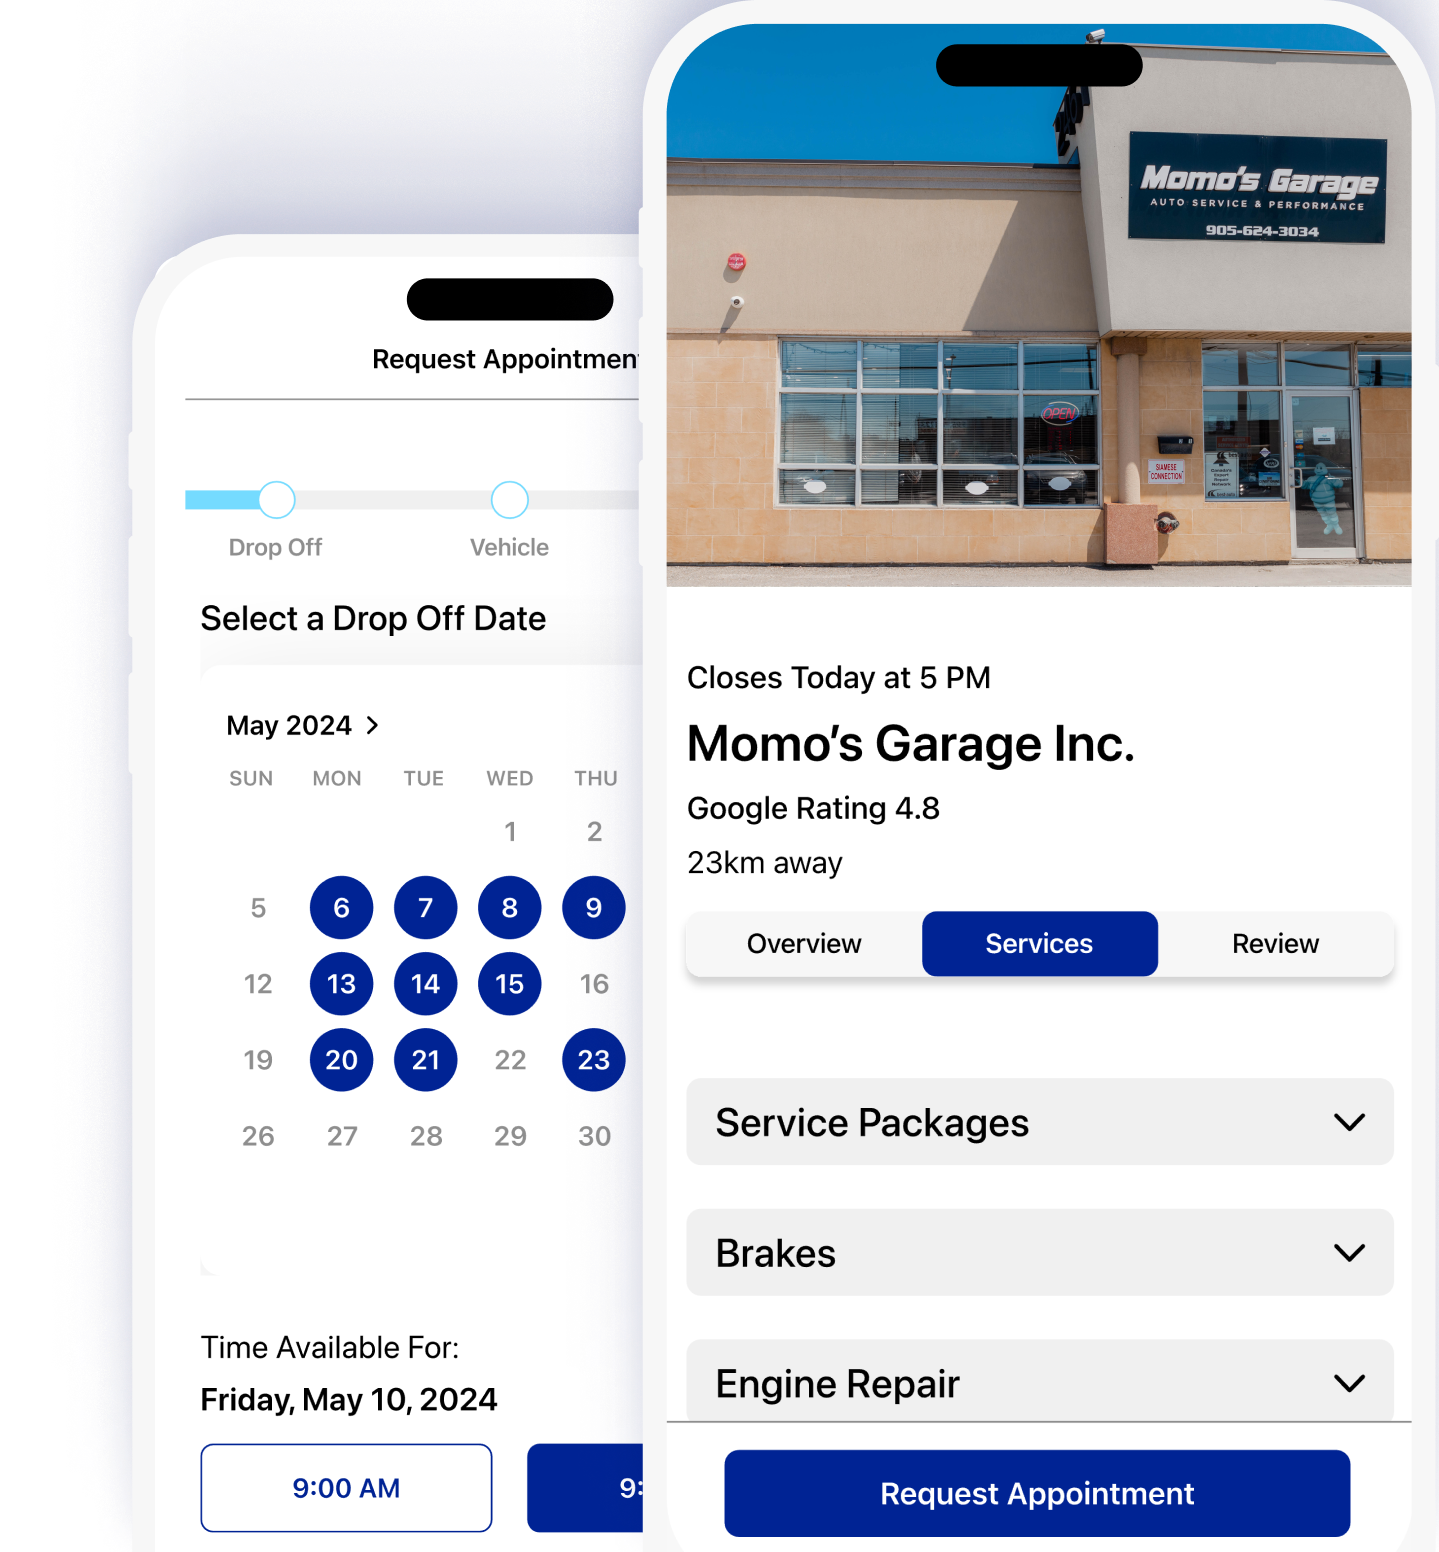 Request Appointmen
Drop Off
Vehicle
Select a Drop Off Date
May 2024
SUN MON TUE WED THU
1 2
5 6 7 8 9
12 13 14 15 16
19 20 21 22 23
26 27 28 29 30
Time Available For:
Friday, May 10, 2024
9:00 AM
9:
Momo's Garage
AUTO SERVICE & PERFORMANCE
905-624-3034
OPEN
SIAMESE
CONNECTION
Closes Today at 5 PM
Momo’s Garage Inc.
Google Rating 4.8
23km away
Overview
Services
Review
Service Packages
Brakes
Engine Repair
Request Appointment